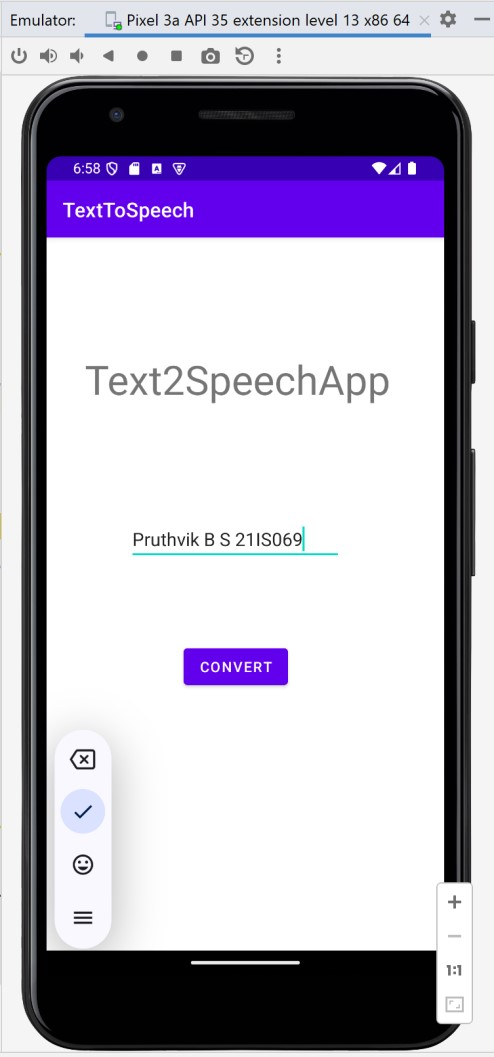 Emulator: Pixel 3a API 35 extension level 13 x86 64
6:58
TextToSpeech
Text2SpeechApp
Pruthvik B S 21IS069
CONVERT
1:1